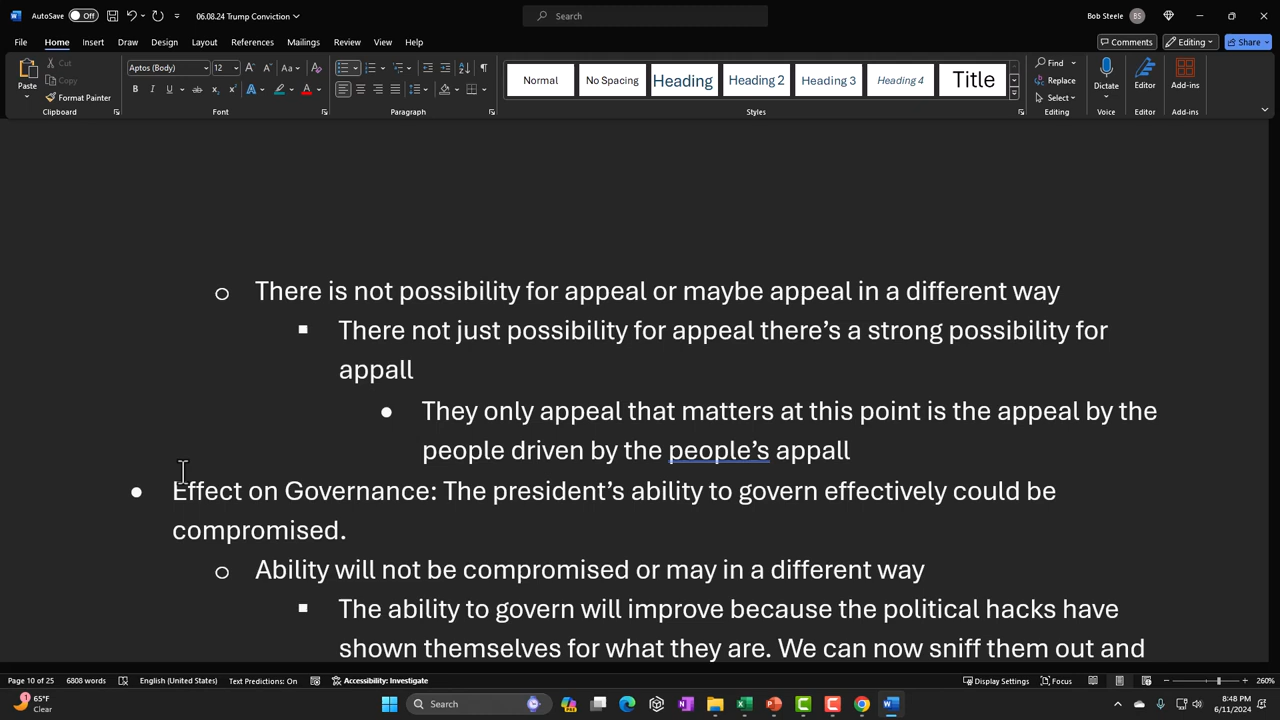 AutoSave Off 06.08.24 Trump Conviction Search Bob Steele BS
File Home Insert Draw Design Layout References Mailings Review View Help Comments Editing Share
Paste Cut Copy Format Painter Clipboard
Aptos (Body) 12 Font
Paragraph
Normal No Spacing Heading Heading 2 Heading 3 Heading 4 Title Styles
Find Replace Select Editing
Dictate Voice
Editor Editor
Add-ins Add-ins
o There is not possibility for appeal or maybe appeal in a different way
▪ There not just possibility for appeal there’s a strong possibility for
appall
• They only appeal that matters at this point is the appeal by the
people driven by the people’s appall
• Effect on Governance: The president’s ability to govern effectively could be
compromised.
o Ability will not be compromised or may in a different way
▪ The ability to govern will improve because the political hacks have
shown themselves for what they are. We can now sniff them out and
Page 10 of 25 6808 words English (United States) Text Predictions: On Accessibility: Investigate Display Settings Focus 260%
65°F
Clear
Search
8:48 PM
6/11/2024